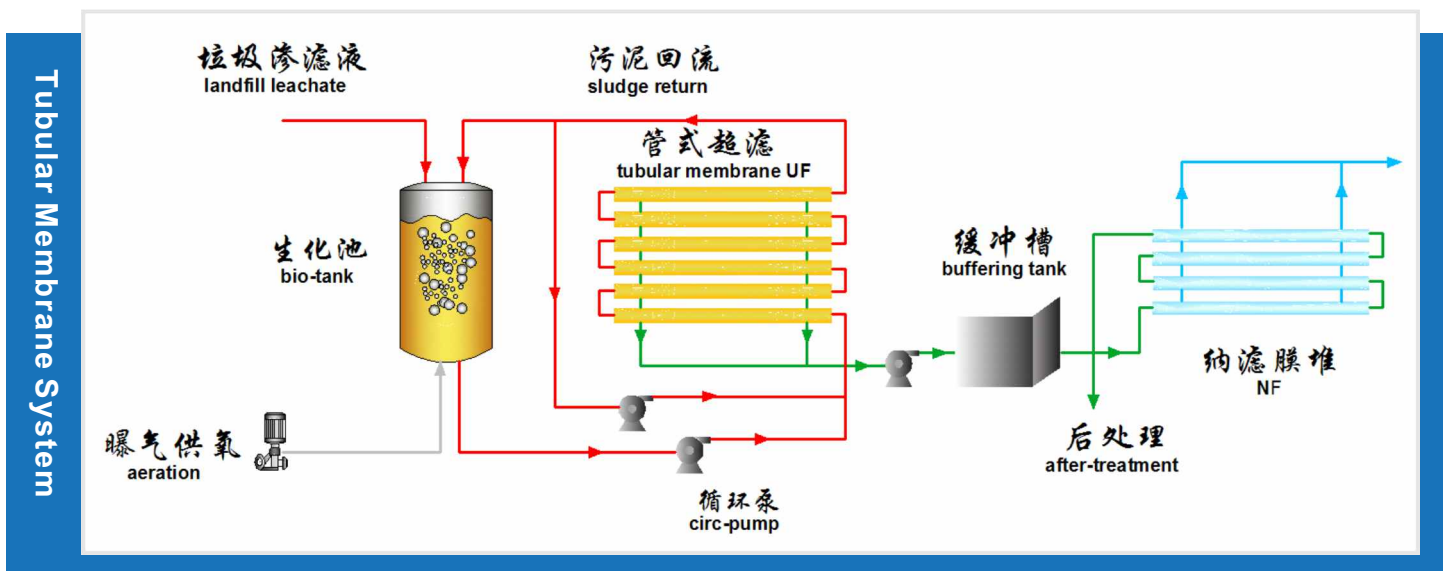 Tubular Membrane System
垃圾渗滤液
landfill leachate
污泥回流
sludge return
管式超滤
tubular membrane UF
生化池
bio-tank
缓冲槽
buffering tank
纳滤膜堆
NF
曝气供氧
aeration
后处理
after-treatment
循环泵
circ-pump